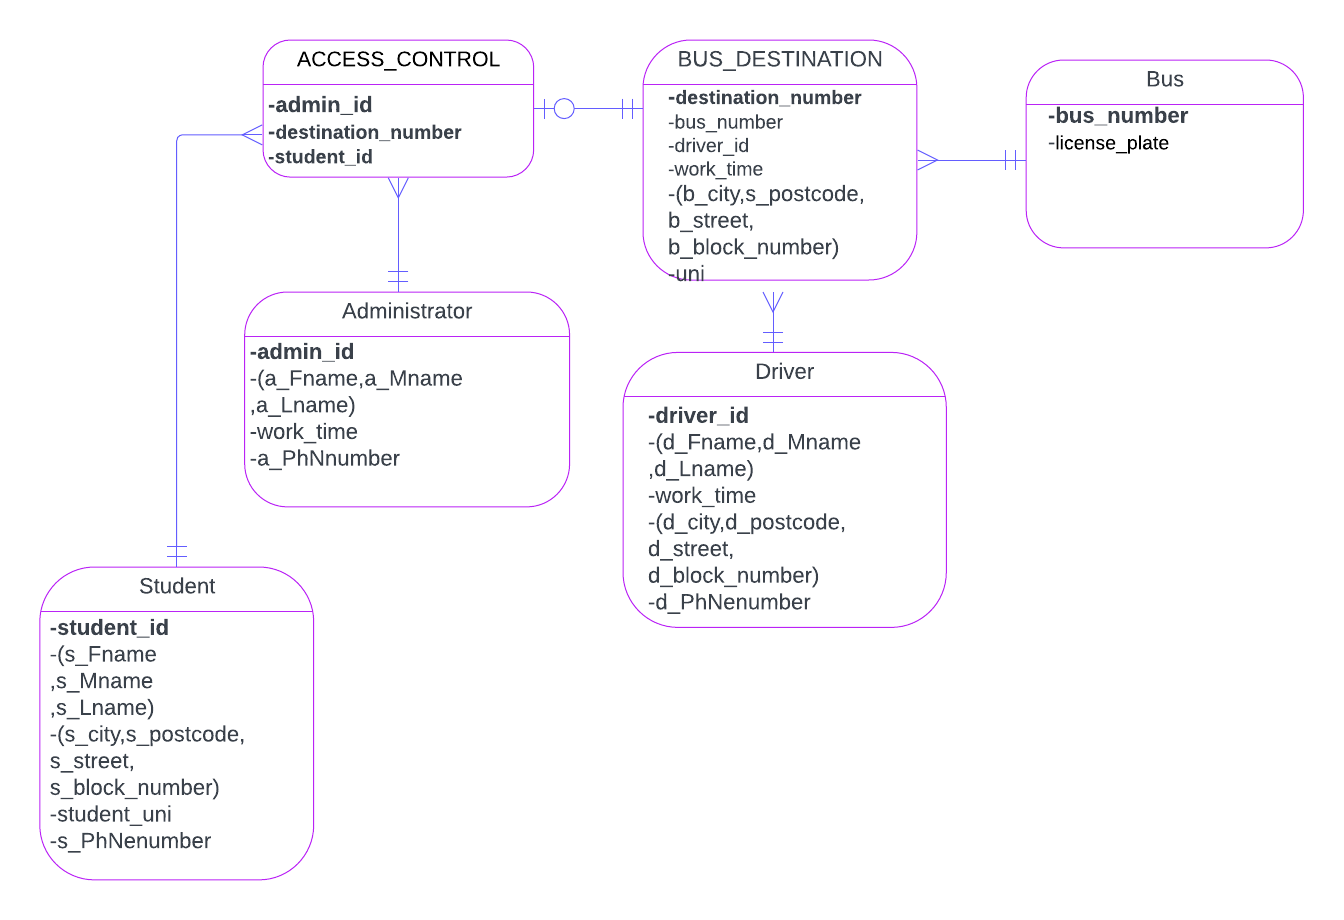 ACCESS_CONTROL
-admin_id
-destination_number
-student_id
BUS_DESTINATION
-destination_number
-bus_number
-driver_id
-work_time
-(b_city,s_postcode,
b_street,
b_block_number)
-uni
Bus
-bus_number
-license_plate
Administrator
-admin_id
-(a_Fname,a_Mname
,a_Lname)
-work_time
-a_PhNnumber
Driver
-driver_id
-(d_Fname,d_Mname
,d_Lname)
-work_time
-(d_city,d_postcode,
d_street,
d_block_number)
-d_PhNenumber
Student
-student_id
-(s_Fname
,s_Mname
,s_Lname)
-(s_city,s_postcode,
s_street,
s_block_number)
-student_uni
-s_PhNenumber